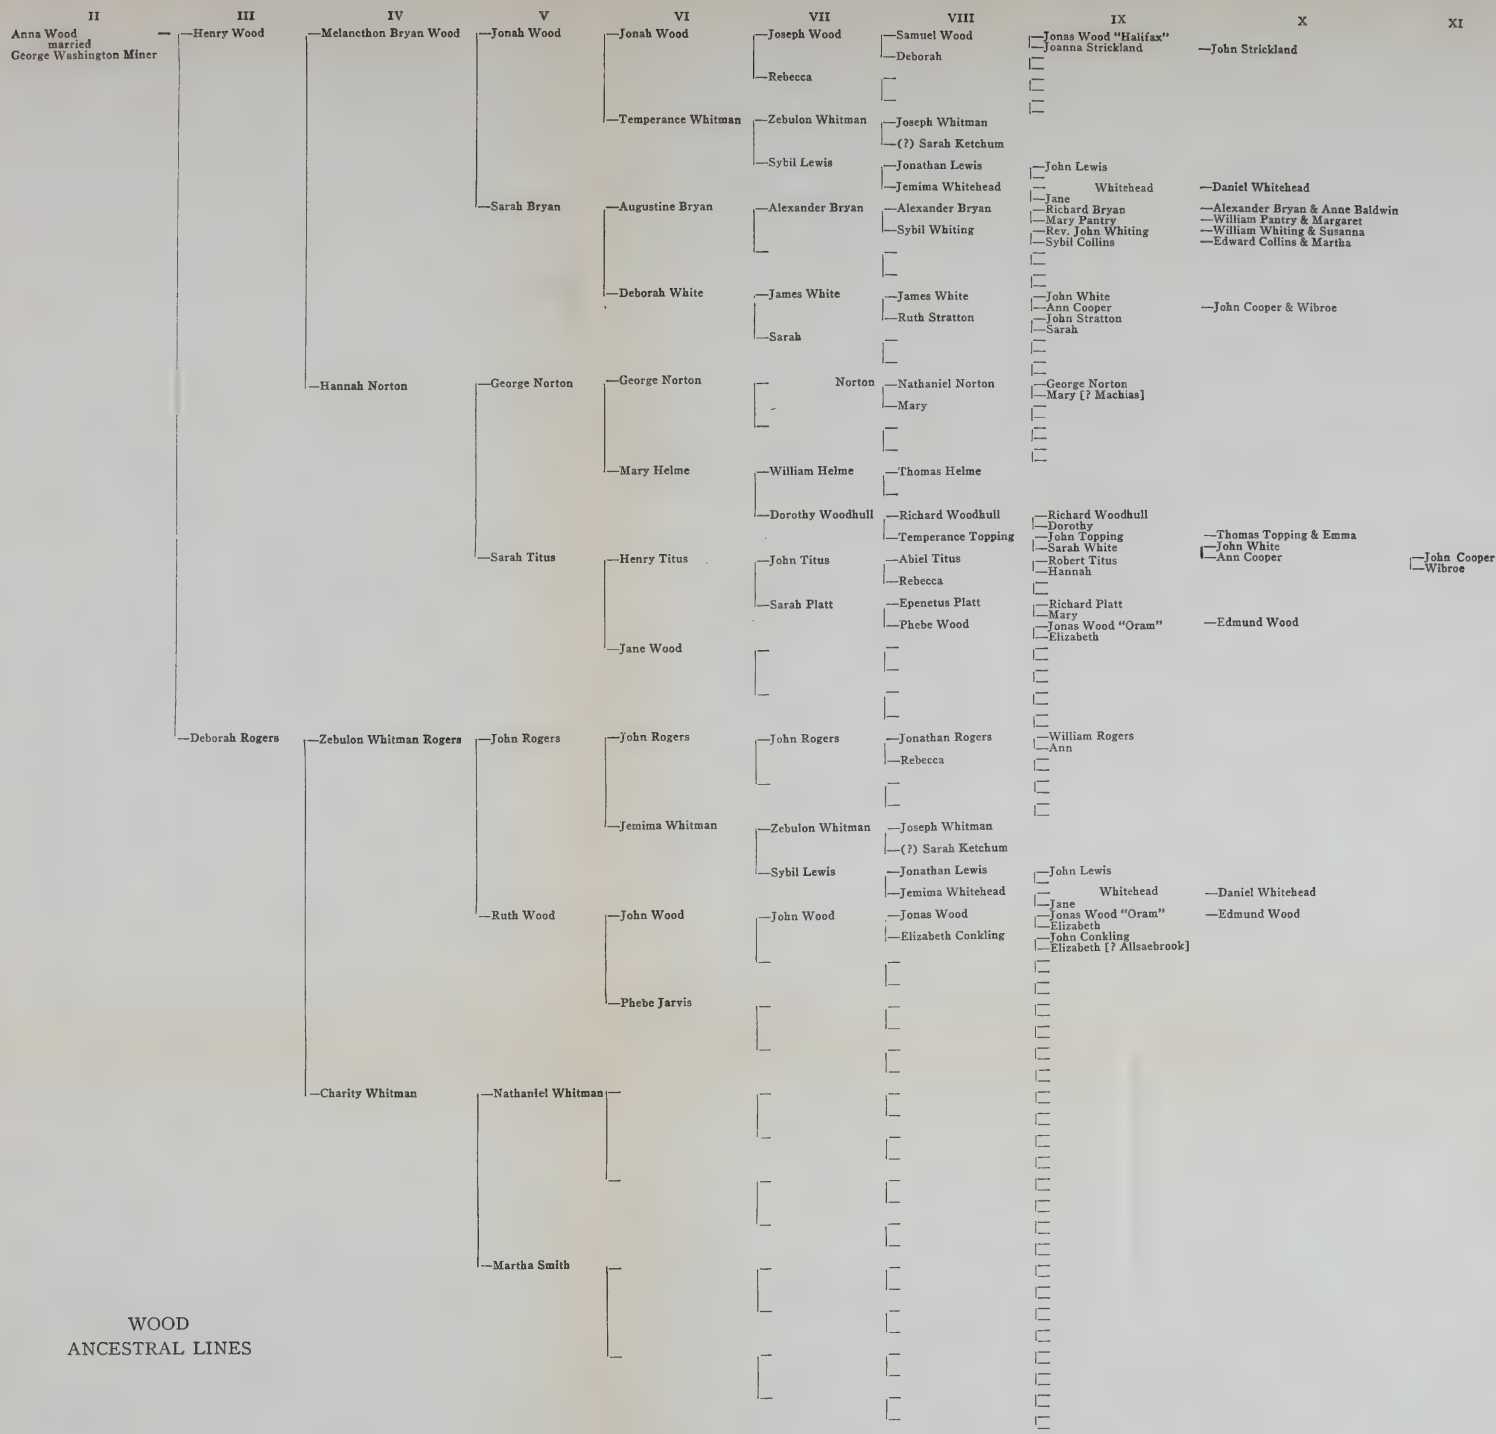 II III IV V VI VII VIII IX X XI
Anna Wood — —Henry Wood —Melancthon Bryan Wood —Jonah Wood —Jonah Wood —Joseph Wood —Samuel Wood —Jonas Wood "Halifax"
married
—Joanna Strickland —John Strickland
George Washington Miner —Deborah
—Rebecca
—Temperance Whitman —Zebulon Whitman —Joseph Whitman
—(?) Sarah Ketchum
—Sybil Lewis —Jonathan Lewis —John Lewis
—Jemima Whitehead — Whitehead —Daniel Whitehead
—Jane
—Sarah Bryan —Augustine Bryan —Alexander Bryan —Alexander Bryan —Richard Bryan —Alexander Bryan & Anne Baldwin
—Mary Pantry —William Pantry & Margaret
—Sybil Whiting —Rev. John Whiting —William Whiting & Susanna
—Sybil Collins —Edward Collins & Martha
—Deborah White —James White —James White —John White
—Ann Cooper —John Cooper & Wibroe
—Ruth Stratton —John Stratton
—Sarah
—Sarah
—Hannah Norton —George Norton —George Norton — Norton —Nathaniel Norton —George Norton
—Mary [? Machias]
—Mary
—Mary Helme —William Helme —Thomas Helme
—Dorothy Woodhull —Richard Woodhull —Richard Woodhull
—Dorothy
—Temperance Topping —John Topping —Thomas Topping & Emma
—Sarah White —John White
—Ann Cooper —John Cooper
—Wibroe
—Sarah Titus —Henry Titus —John Titus —Abiel Titus —Robert Titus
—Hannah
—Rebecca
—Sarah Platt —Epenetus Platt —Richard Platt
—Mary
—Phebe Wood —Jonas Wood "Oram" —Edmund Wood
—Elizabeth
—Jane Wood
—Deborah Rogers —Zebulon Whitman Rogers —John Rogers —John Rogers —John Rogers —Jonathan Rogers —William Rogers
—Ann
—Rebecca
—Jemima Whitman —Zebulon Whitman —Joseph Whitman
—(?) Sarah Ketchum
—Sybil Lewis —Jonathan Lewis —John Lewis
—Jemima Whitehead — Whitehead —Daniel Whitehead
—Jane
—Ruth Wood —John Wood —John Wood —Jonas Wood —Jonas Wood "Oram" —Edmund Wood
—Elizabeth
—Elizabeth Conkling —John Conkling
—Elizabeth [? Allsaebrook]
—Phebe Jarvis
—Charity Whitman —Nathaniel Whitman
—Martha Smith
WOOD
ANCESTRAL LINES